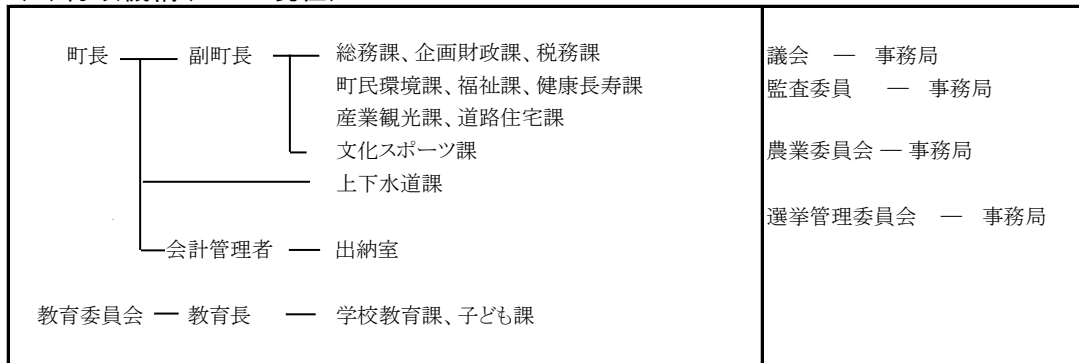 町長 副町長 総務課、企画財政課、税務課
町民環境課、福祉課、健康長寿課
産業観光課、道路住宅課
文化スポーツ課
上下水道課
会計管理者 出納室
教育委員会 教育長 学校教育課、子ども課
議会 ― 事務局
監査委員 ― 事務局
農業委員会 ― 事務局
選挙管理委員会 ― 事務局